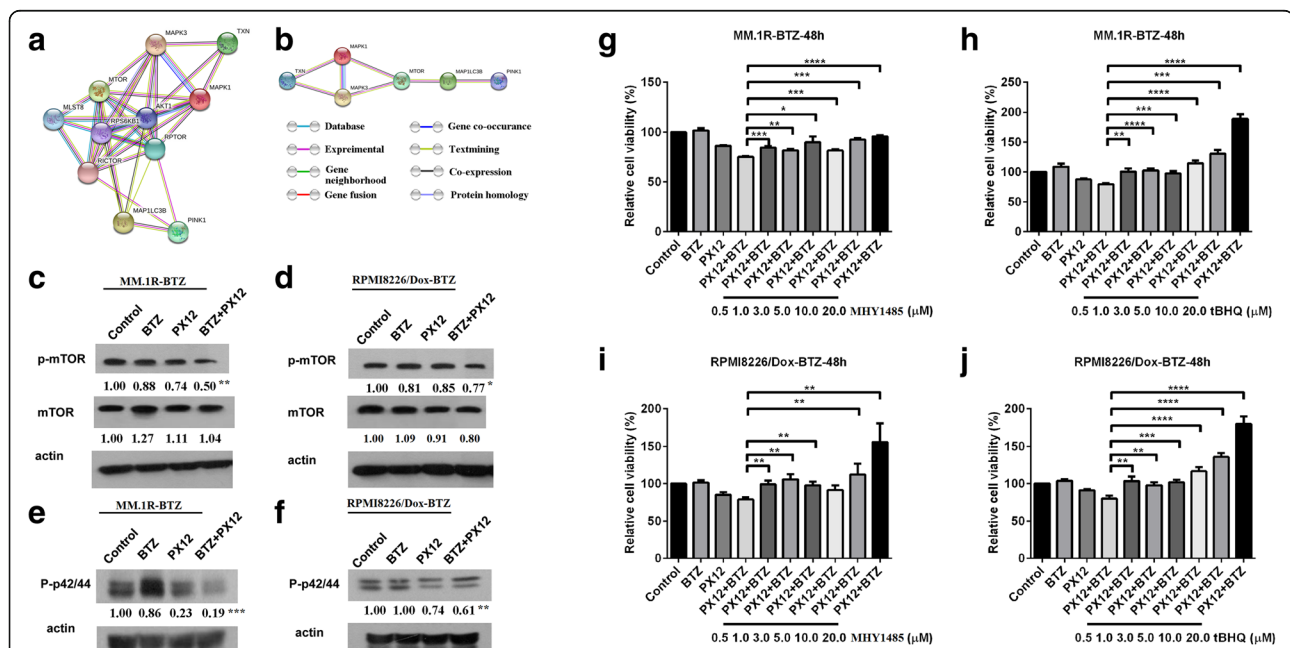 a
MAPK3
TXN
MTOR
MAPK1
MLST8
AKT1
RPS6KB1
RPTOR
RICTOR
MAP1LC3B
PINK1
b
MAPK1
TXN
MTOR
MAP1LC3B
PINK1
MAPK3
Database
Gene co-occurance
Expreimental
Textmining
Gene
neighborhood
Co-expression
Gene fusion
Protein homology
c
MM.1R-BTZ
Control
BTZ
PX12
BTZ+PX12
p-mTOR
1.00 0.88 0.74 0.50 **
mTOR
1.00 1.27 1.11 1.04
actin
d
RPMI8226/Dox-BTZ
Control
BTZ
PX12
BTZ+PX12
p-mTOR
1.00 0.81 0.85 0.77 *
mTOR
1.00 1.09 0.91 0.80
actin
e
MM.1R-BTZ
Control
BTZ
PX12
BTZ+PX12
P-p42/44
1.00 0.86 0.23 0.19 ***
actin
f
RPMI8226/Dox-BTZ
Control
BTZ
PX12
BTZ+PX12
P-p42/44
1.00 1.00 0.74 0.61 **
actin
g
MM.1R-BTZ-48h
Relative cell viability (%)
150
100
50
0
****
***
***
*
**
***
Control
BTZ
PX12
PX12+BTZ
PX12+BTZ
PX12+BTZ
PX12+BTZ
PX12+BTZ
PX12+BTZ
PX12+BTZ
0.5 1.0 3.0 5.0 10.0 20.0 MHY1485 (μM)
h
MM.1R-BTZ-48h
Relative cell viability (%)
250
200
150
100
50
0
****
***
****
***
****
**
Control
BTZ
PX12
PX12+BTZ
PX12+BTZ
PX12+BTZ
PX12+BTZ
PX12+BTZ
PX12+BTZ
PX12+BTZ
0.5 1.0 3.0 5.0 10.0 20.0 tBHQ (μM)
i
RPMI8226/Dox-BTZ-48h
Relative cell viability (%)
200
150
100
50
0
**
**
**
**
**
Control
BTZ
PX12
PX12+BTZ
PX12+BTZ
PX12+BTZ
PX12+BTZ
PX12+BTZ
PX12+BTZ
PX12+BTZ
0.5 1.0 3.0 5.0 10.0 20.0 MHY1485 (μM)
j
RPMI8226/Dox-BTZ-48h
Relative cell viability (%)
200
150
100
50
0
****
****
****
***
**
**
Control
BTZ
PX12
PX12+BTZ
PX12+BTZ
PX12+BTZ
PX12+BTZ
PX12+BTZ
PX12+BTZ
PX12+BTZ
0.5 1.0 3.0 5.0 10.0 20.0 tBHQ (μM)